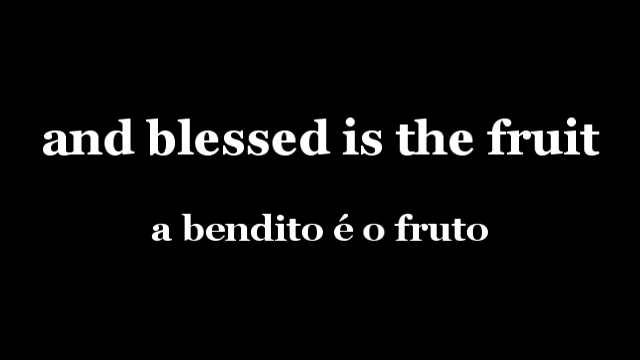 and blessed is the fruit
a bendito é o fruto